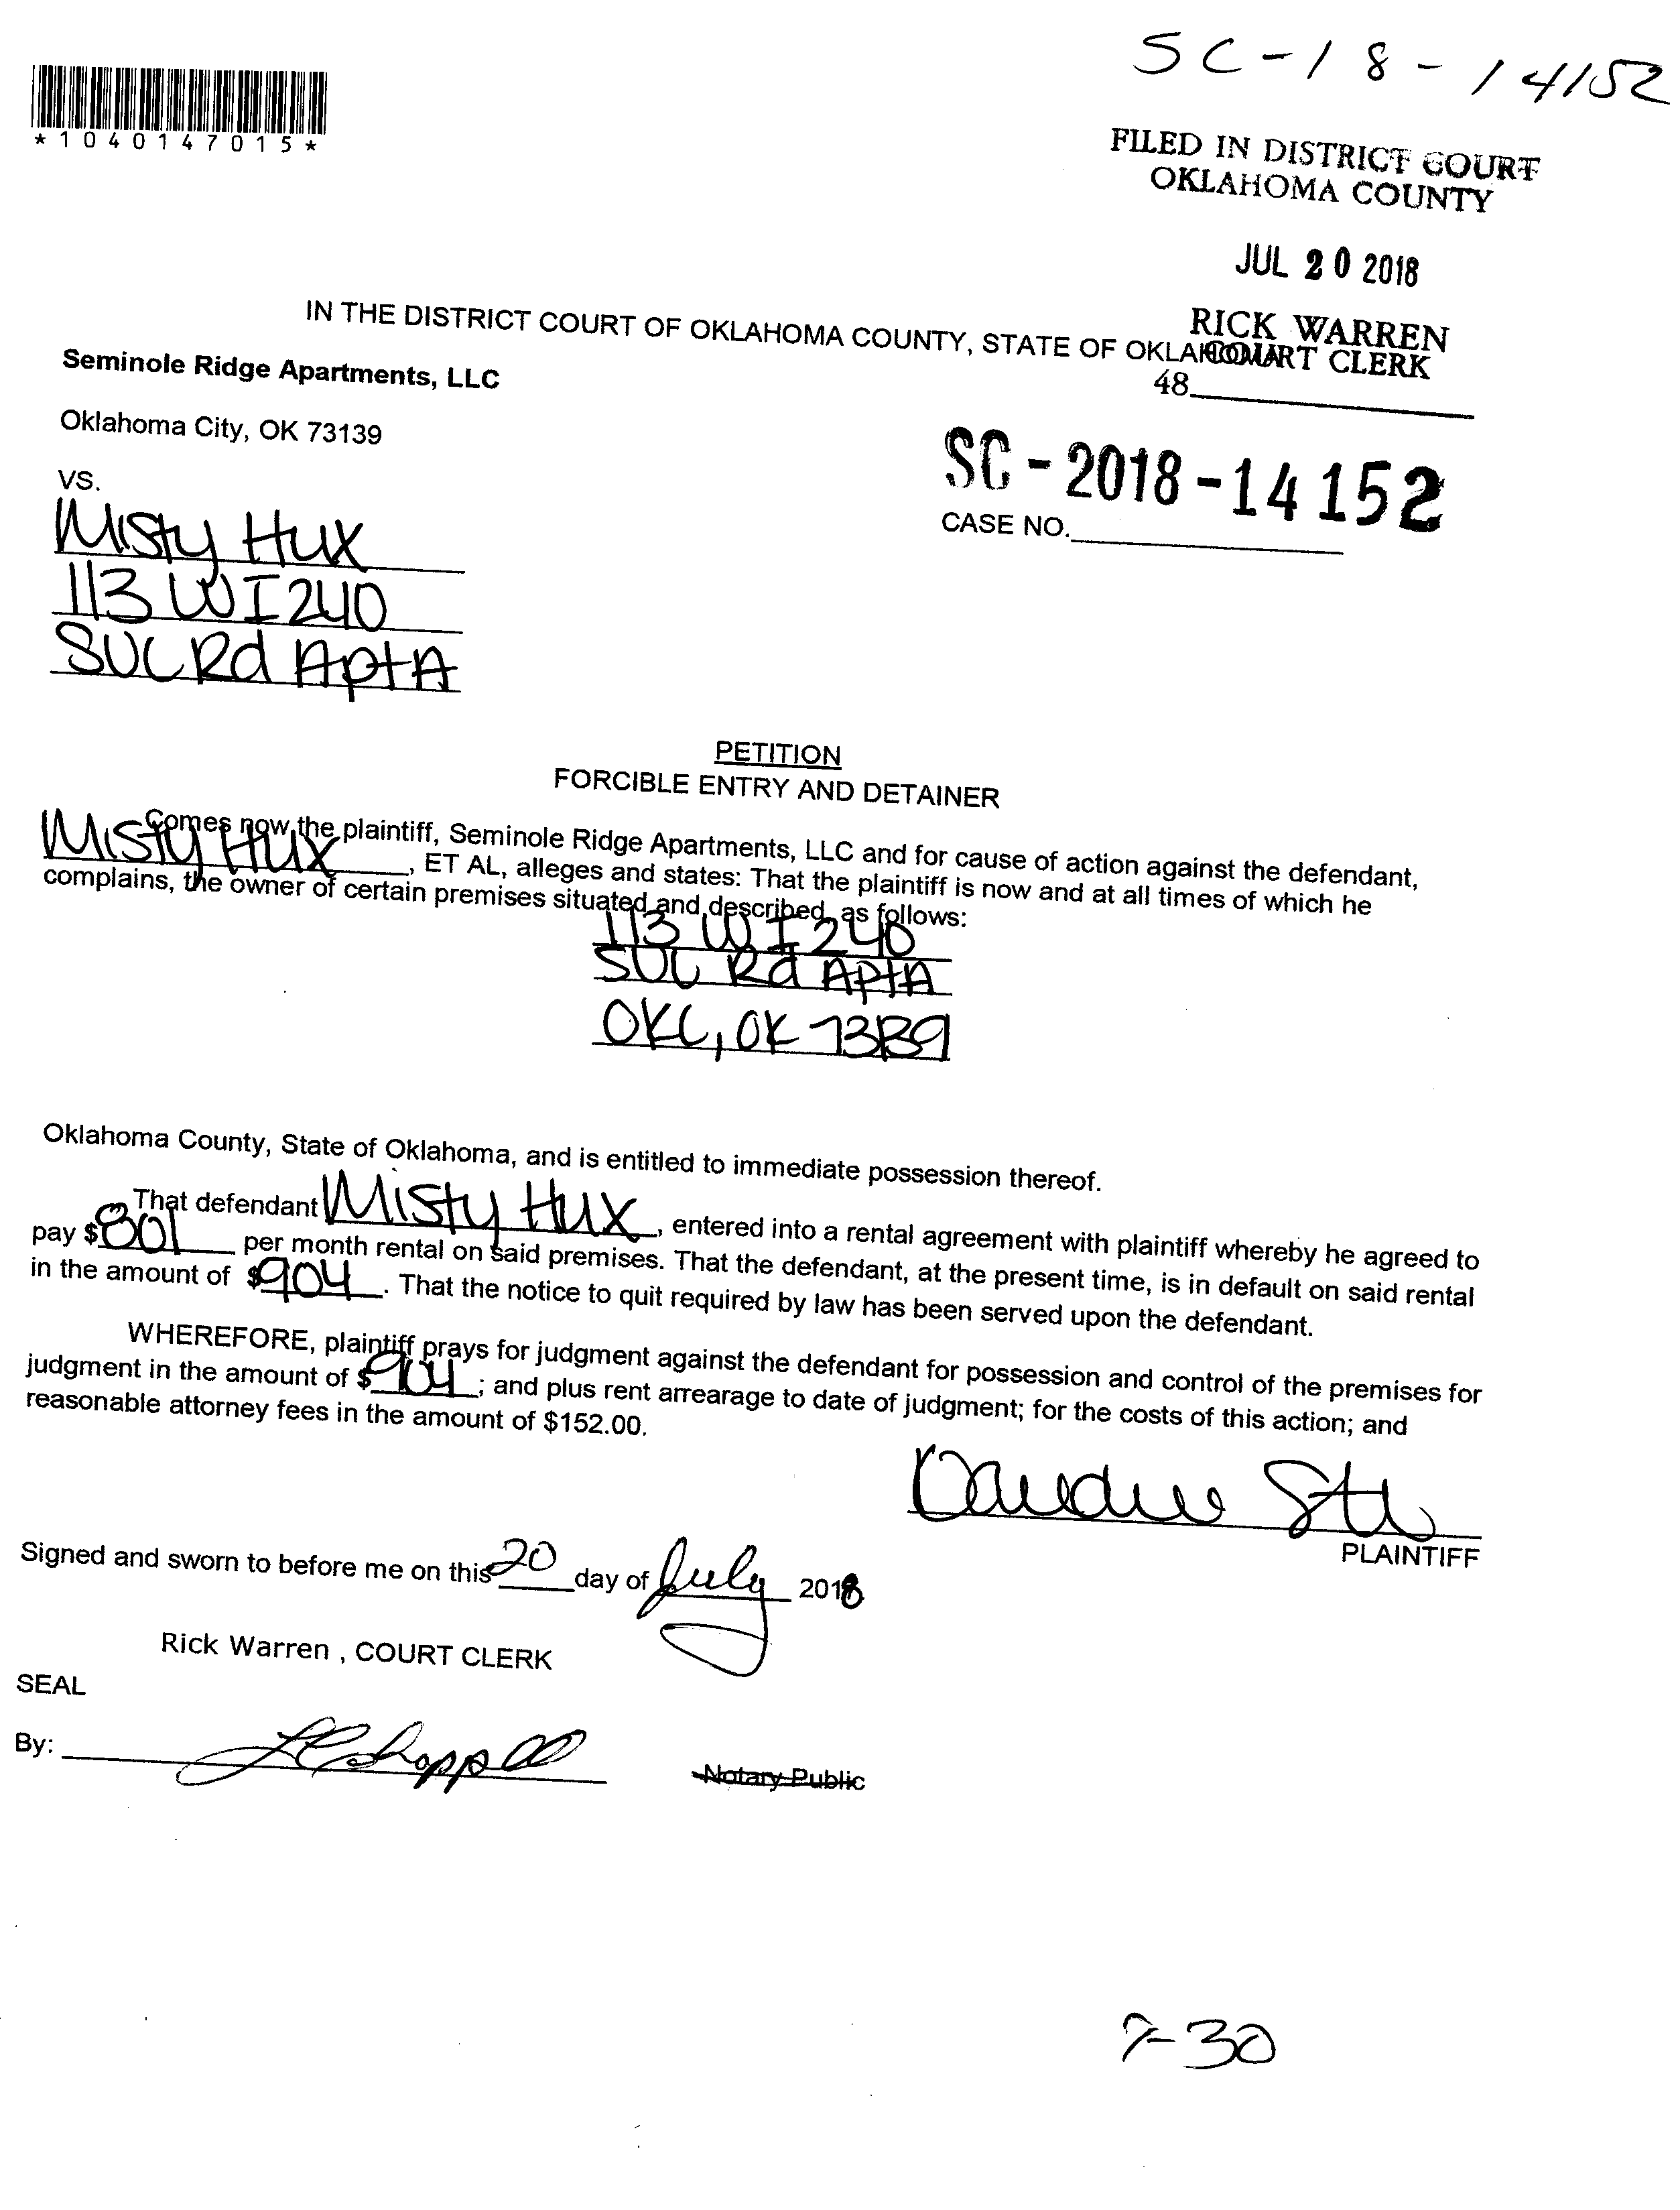 SC-18-14152
*1040147015*
FILED IN DISTRICT COURT
OKLAHOMA COUNTY
JUL 20 2018
RICK WARREN
COURT CLERK
48
IN THE DISTRICT COURT OF OKLAHOMA COUNTY, STATE OF OKLAHOMA
Seminole Ridge Apartments, LLC
Oklahoma City, OK 73139
SC-2018-14152
CASE NO.
VS.
Misty Hux
113 W I 240
SVC Rd Apt A
PETITION
FORCIBLE ENTRY AND DETAINER
Comes now the plaintiff, Seminole Ridge Apartments, LLC and for cause of action against the defendant,
Misty Hux, ET AL, alleges and states: That the plaintiff is now and at all times of which he
complains, the owner of certain premises situated and described, as follows:
113 W I 240
SVC Rd Apt A
OKC, OK 73139
Oklahoma County, State of Oklahoma, and is entitled to immediate possession thereof.
That defendant Misty Hux, entered into a rental agreement with plaintiff whereby he agreed to
pay $801 per month rental on said premises. That the defendant, at the present time, is in default on said rental
in the amount of $904. That the notice to quit required by law has been served upon the defendant.
WHEREFORE, plaintiff prays for judgment against the defendant for possession and control of the premises for
judgment in the amount of $904; and plus rent arrearage to date of judgment; for the costs of this action; and
reasonable attorney fees in the amount of $152.00.
PLAINTIFF
Signed and sworn to before me on this 20 day of July 2018
Rick Warren , COURT CLERK
SEAL
By:
Notary Public
7-30